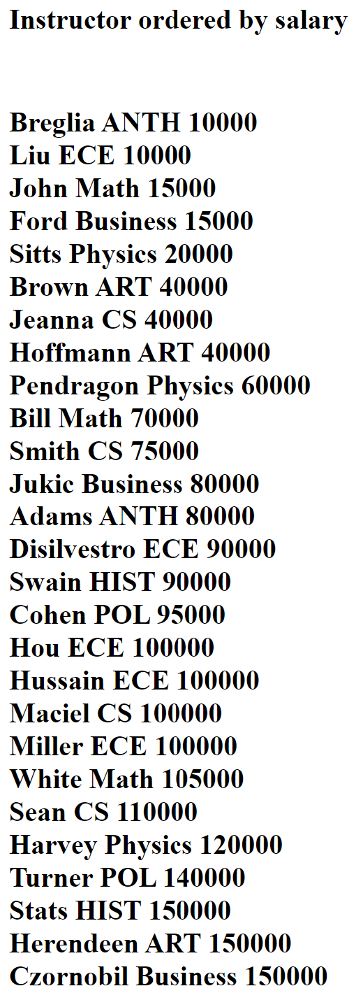 Instructor ordered by salary
Breglia ANTH 10000
Liu ECE 10000
John Math 15000
Ford Business 15000
Sitts Physics 20000
Brown ART 40000
Jeanna CS 40000
Hoffmann ART 40000
Pendragon Physics 60000
Bill Math 70000
Smith CS 75000
Jukic Business 80000
Adams ANTH 80000
Disilvestro ECE 90000
Swain HIST 90000
Cohen POL 95000
Hou ECE 100000
Hussain ECE 100000
Maciel CS 100000
Miller ECE 100000
White Math 105000
Sean CS 110000
Harvey Physics 120000
Turner POL 140000
Stats HIST 150000
Herendeen ART 150000
Czornobil Business 150000